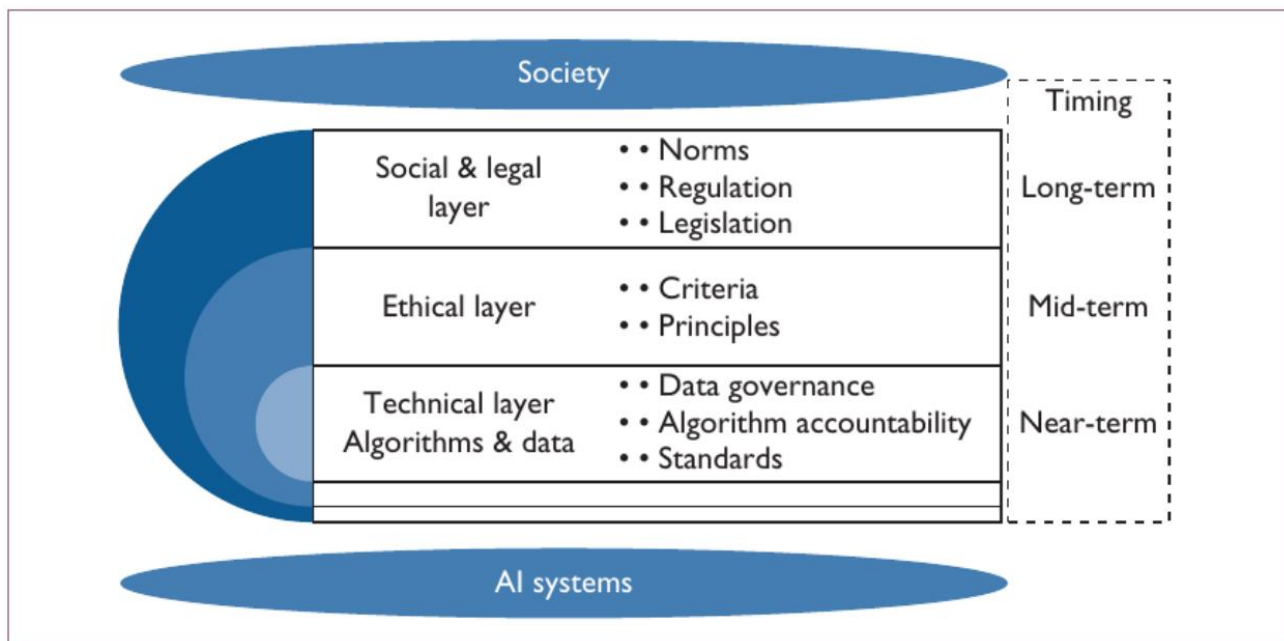 Society
Timing
Social & legal
layer
• • Norms
• • Regulation
• • Legislation
Long-term
Ethical layer
• • Criteria
• • Principles
Mid-term
Technical layer
Algorithms & data
• • Data governance
• • Algorithm accountability
• • Standards
Near-term
AI systems